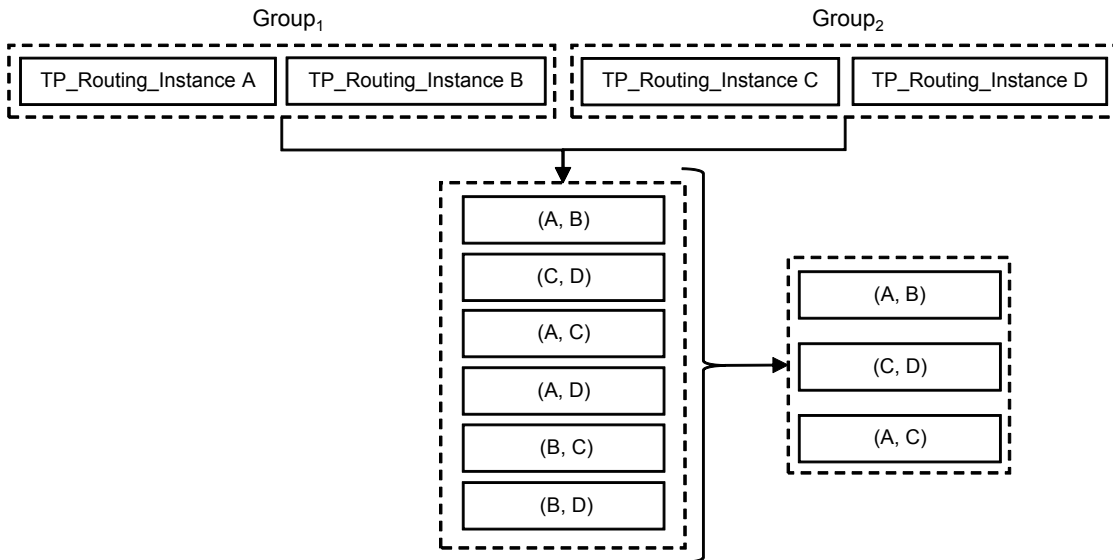 Group₁
Group₂
TP_Routing_Instance A
TP_Routing_Instance B
TP_Routing_Instance C
TP_Routing_Instance D
(A, B)
(C, D)
(A, C)
(A, D)
(B, C)
(B, D)
(A, B)
(C, D)
(A, C)